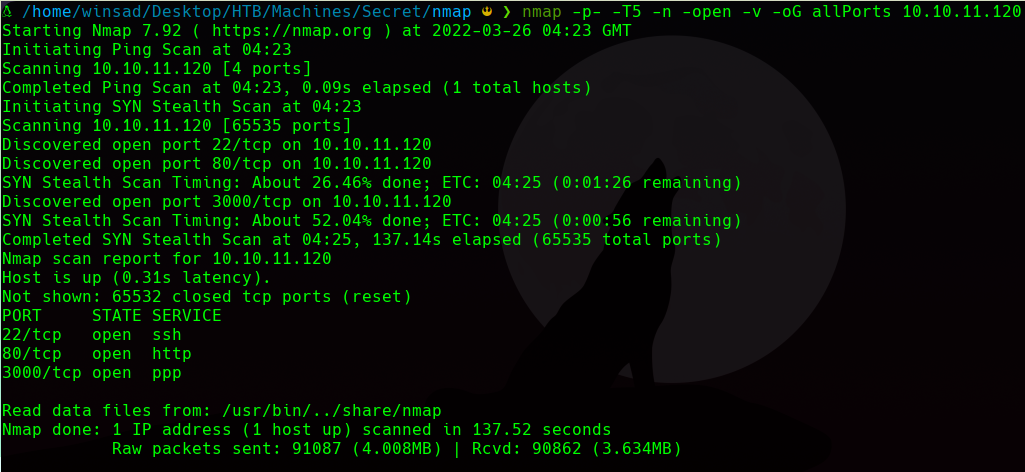 /home/winsad/Desktop/HTB/Machines/Secret/nmap ❯ nmap -p- -T5 -n -open -v -oG allPorts 10.10.11.120
Starting Nmap 7.92 ( https://nmap.org ) at 2022-03-26 04:23 GMT
Initiating Ping Scan at 04:23
Scanning 10.10.11.120 [4 ports]
Completed Ping Scan at 04:23, 0.09s elapsed (1 total hosts)
Initiating SYN Stealth Scan at 04:23
Scanning 10.10.11.120 [65535 ports]
Discovered open port 22/tcp on 10.10.11.120
Discovered open port 80/tcp on 10.10.11.120
SYN Stealth Scan Timing: About 26.46% done; ETC: 04:25 (0:01:26 remaining)
Discovered open port 3000/tcp on 10.10.11.120
SYN Stealth Scan Timing: About 52.04% done; ETC: 04:25 (0:00:56 remaining)
Completed SYN Stealth Scan at 04:25, 137.14s elapsed (65535 total ports)
Nmap scan report for 10.10.11.120
Host is up (0.31s latency).
Not shown: 65532 closed tcp ports (reset)
PORT     STATE SERVICE
22/tcp   open  ssh
80/tcp   open  http
3000/tcp open  ppp
Read data files from: /usr/bin/../share/nmap
Nmap done: 1 IP address (1 host up) scanned in 137.52 seconds
Raw packets sent: 91087 (4.008MB) | Rcvd: 90862 (3.634MB)